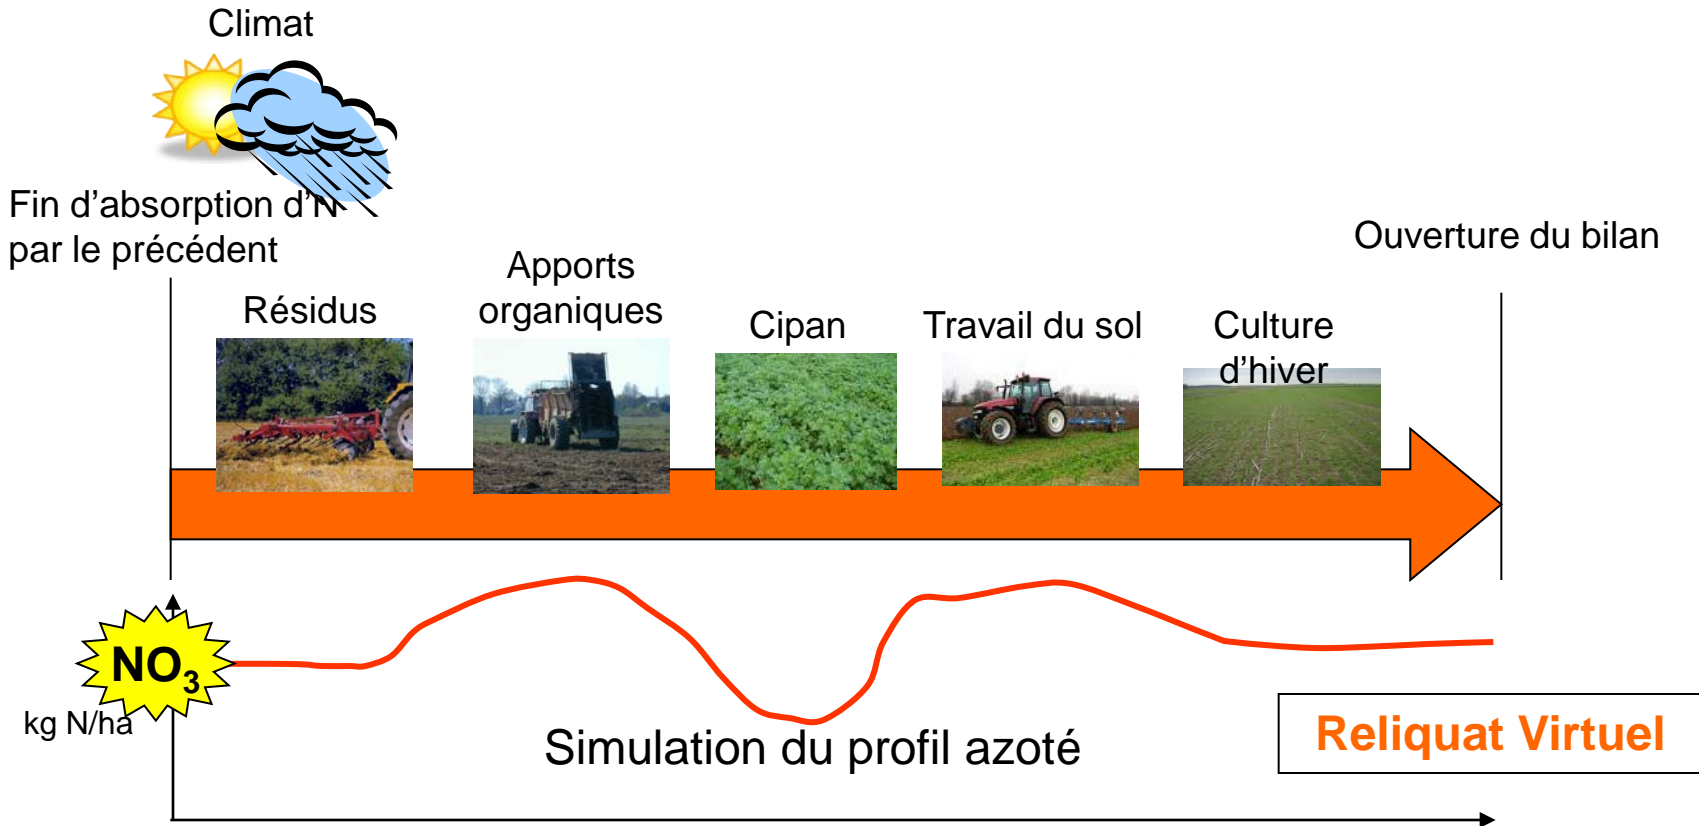 Climat
Fin d’absorption d’N
par le précédent
Ouverture du bilan
Résidus
Apports
organiques
Cipan
Travail du sol
Culture
d’hiver
NO₃
kg N/ha
Simulation du profil azoté
Reliquat Virtuel